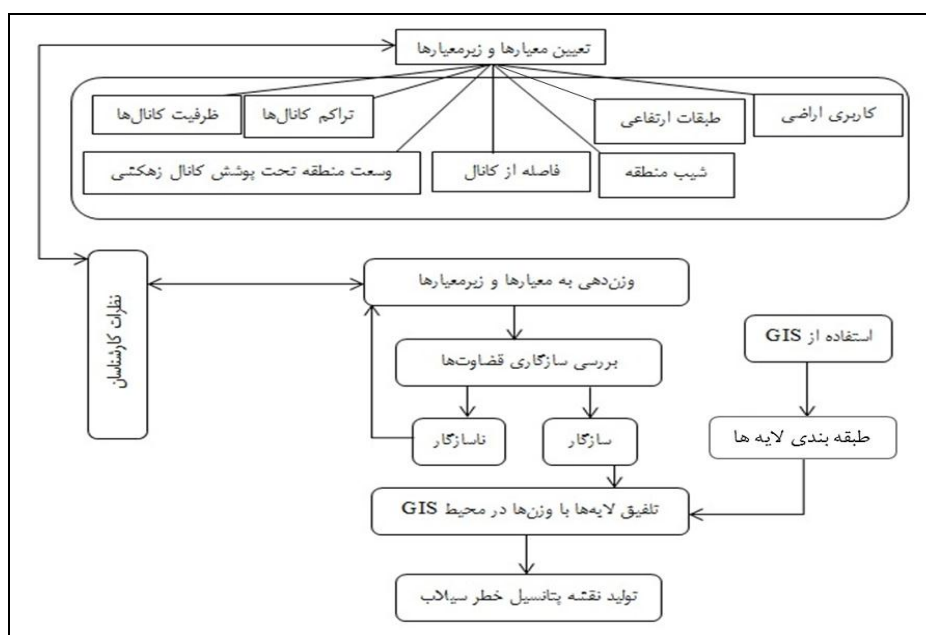 تعیین معیارها و زیرمعیارها
کاربری اراضی
طبقات ارتفاعی
تراکم کانال‌ها
ظرفیت کانال‌ها
شیب منطقه
فاصله از کانال
وسعت منطقه تحت پوشش کانال زهکشی
نظرات کارشناسان
وزن‌دهی به معیارها و زیرمعیارها
استفاده از GIS
بررسی سازگاری قضاوت‌ها
طبقه بندی لایه ها
سازگار
ناسازگار
تلفیق لایه‌ها با وزن‌ها در محیط GIS
تولید نقشه پتانسیل خطر سیلاب